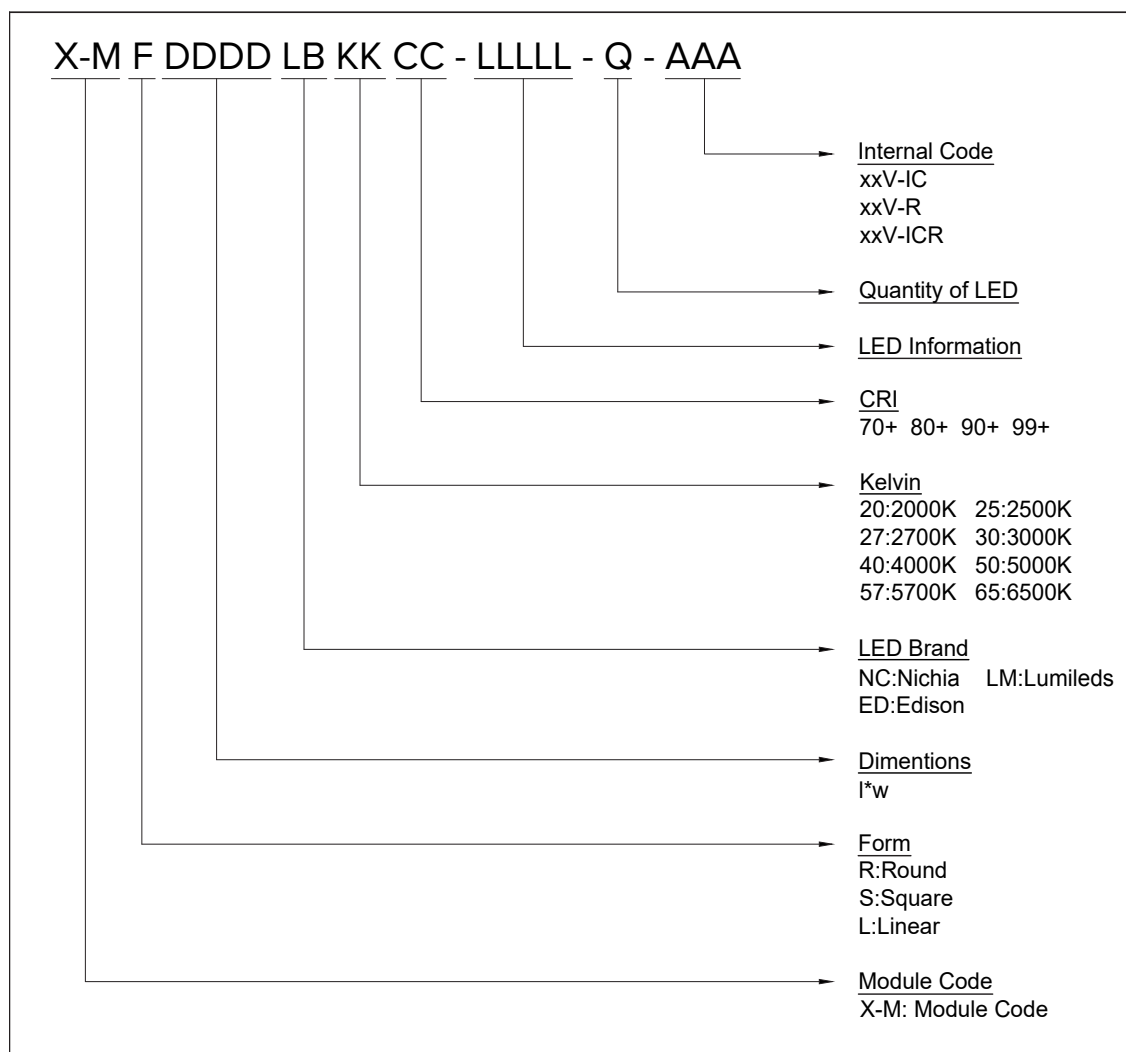 X-M F DDDD LB KK CC - LLLLL - Q - AAA
Internal Code
xxV-IC
xxV-R
xxV-ICR
Quantity of LED
LED Information
CRI
70+ 80+ 90+ 99+
Kelvin
20:2000K 25:2500K
27:2700K 30:3000K
40:4000K 50:5000K
57:5700K 65:6500K
LED Brand
NC:Nichia LM:Lumileds
ED:Edison
Dimentions
l*w
Form
R:Round
S:Square
L:Linear
Module Code
X-M: Module Code